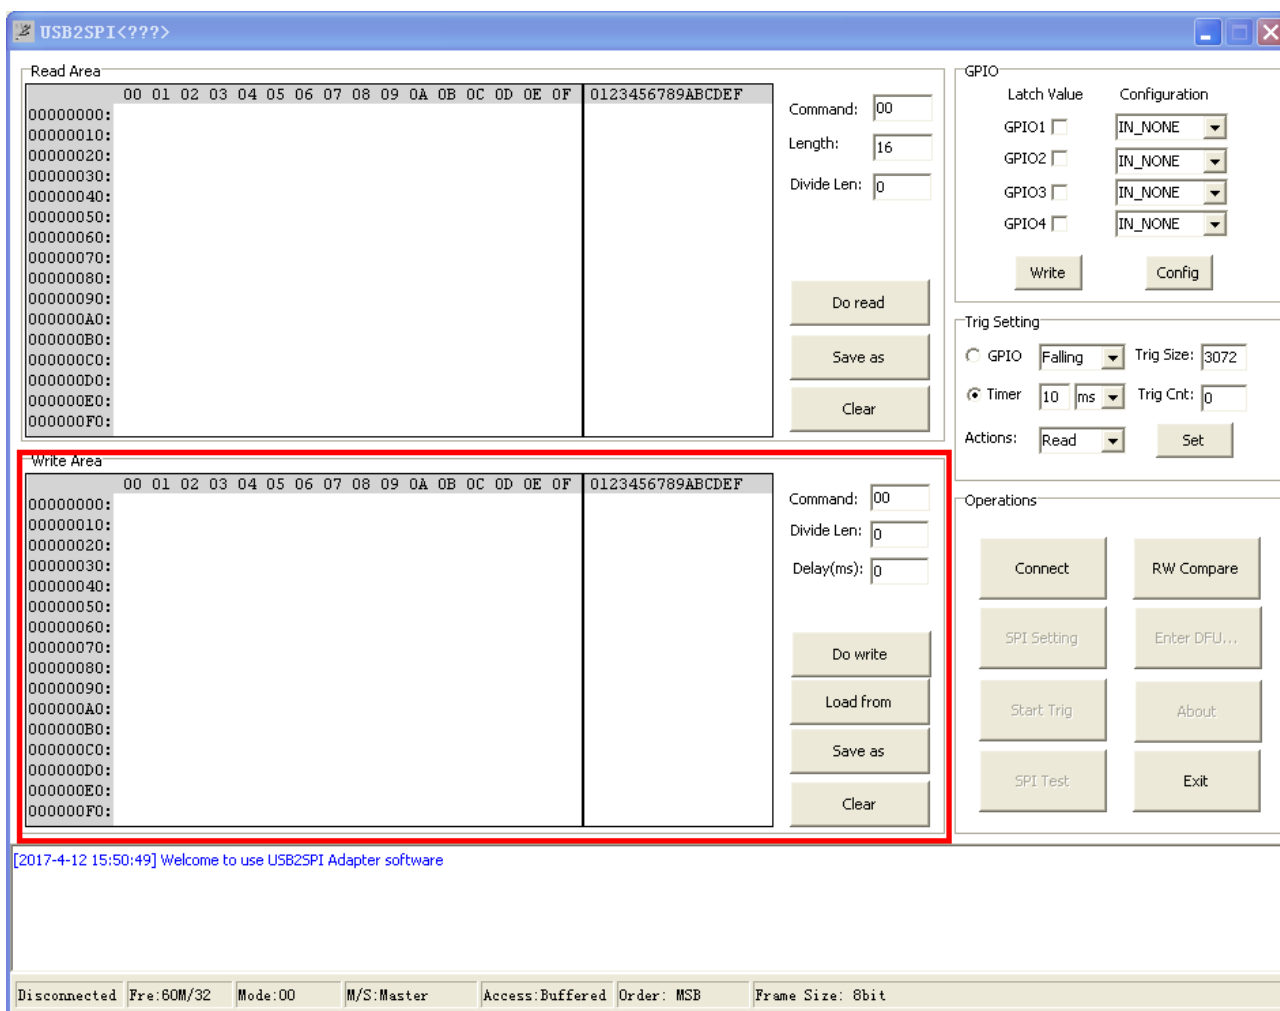 USB2SPI<???>
Read Area
00 01 02 03 04 05 06 07 08 09 0A 0B 0C 0D 0E 0F 0123456789ABCDEF
00000000:
00000010:
00000020:
00000030:
00000040:
00000050:
00000060:
00000070:
00000080:
00000090:
000000A0:
000000B0:
000000C0:
000000D0:
000000E0:
000000F0:
Command: 00
Length: 16
Divide Len: 0
Do read
Save as
Clear
GPIO
Latch Value Configuration
GPIO1 IN_NONE
GPIO2 IN_NONE
GPIO3 IN_NONE
GPIO4 IN_NONE
Write Config
Trig Setting
GPIO Falling Trig Size: 3072
Timer 10 ms Trig Cnt: 0
Actions: Read Set
Write Area
00 01 02 03 04 05 06 07 08 09 0A 0B 0C 0D 0E 0F 0123456789ABCDEF
00000000:
00000010:
00000020:
00000030:
00000040:
00000050:
00000060:
00000070:
00000080:
00000090:
000000A0:
000000B0:
000000C0:
000000D0:
000000E0:
000000F0:
Command: 00
Divide Len: 0
Delay(ms): 0
Do write
Load from
Save as
Clear
Operations
Connect RW Compare
SPI Setting Enter DFU...
Start Trig About
SPI Test Exit
[2017-4-12 15:50:49] Welcome to use USB2SPI Adapter software
Disconnected Fre:60M/32 Mode:00 M/S:Master Access:Buffered Order: MSB Frame Size: 8bit